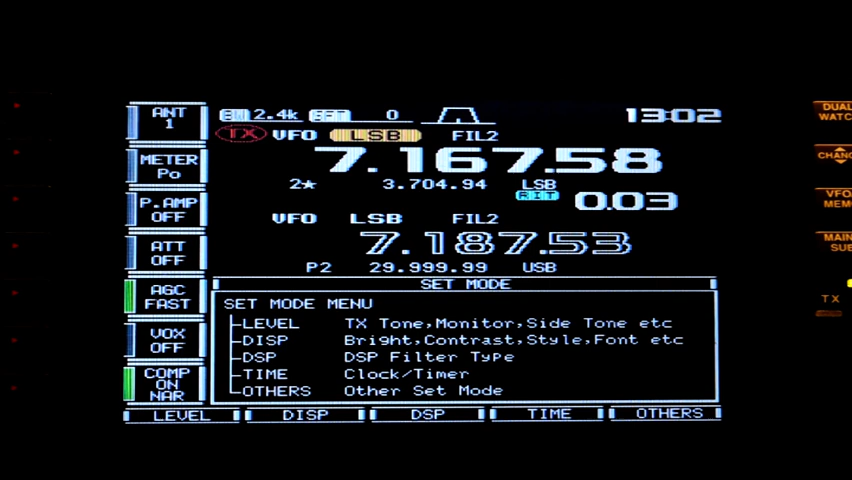 ANT
1
METER
Po
P.AMP
OFF
ATT
OFF
AGC
FAST
VOX
OFF
COMP
ON
NAR
BW 2.4k SFT 0
13:02
TX VFO LSB FIL2
7.167.58
2★ 3.704.94 LSB
RIT 0.03
VFO LSB FIL2
7.187.53
P2 29.999.99 USB
SET MODE
SET MODE MENU
LEVEL TX Tone,Monitor,Side Tone etc
DISP Bright,Contrast,Style,Font etc
DSP DSP Filter Type
TIME Clock/Timer
OTHERS Other Set Mode
LEVEL DISP DSP TIME OTHERS
DUAL
WATC
CHANG
VFO
MEM
MAIN
SUB
TX